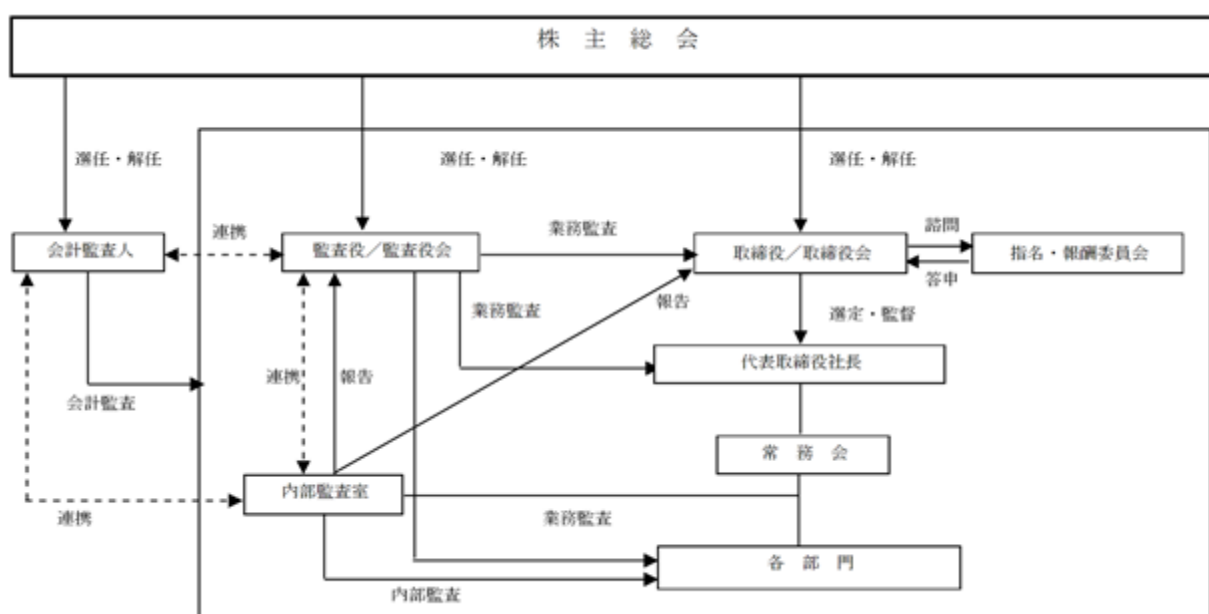 株 主 総 会
選任・解任
選任・解任
選任・解任
会計監査人
連携
監査役／監査役会
業務監査
取締役／取締役会
諮問
答申
指名・報酬委員会
業務監査
報告
選定・監督
代表取締役社長
連携
報告
会計監査
常 務 会
内部監査室
連携
業務監査
各 部 門
内部監査